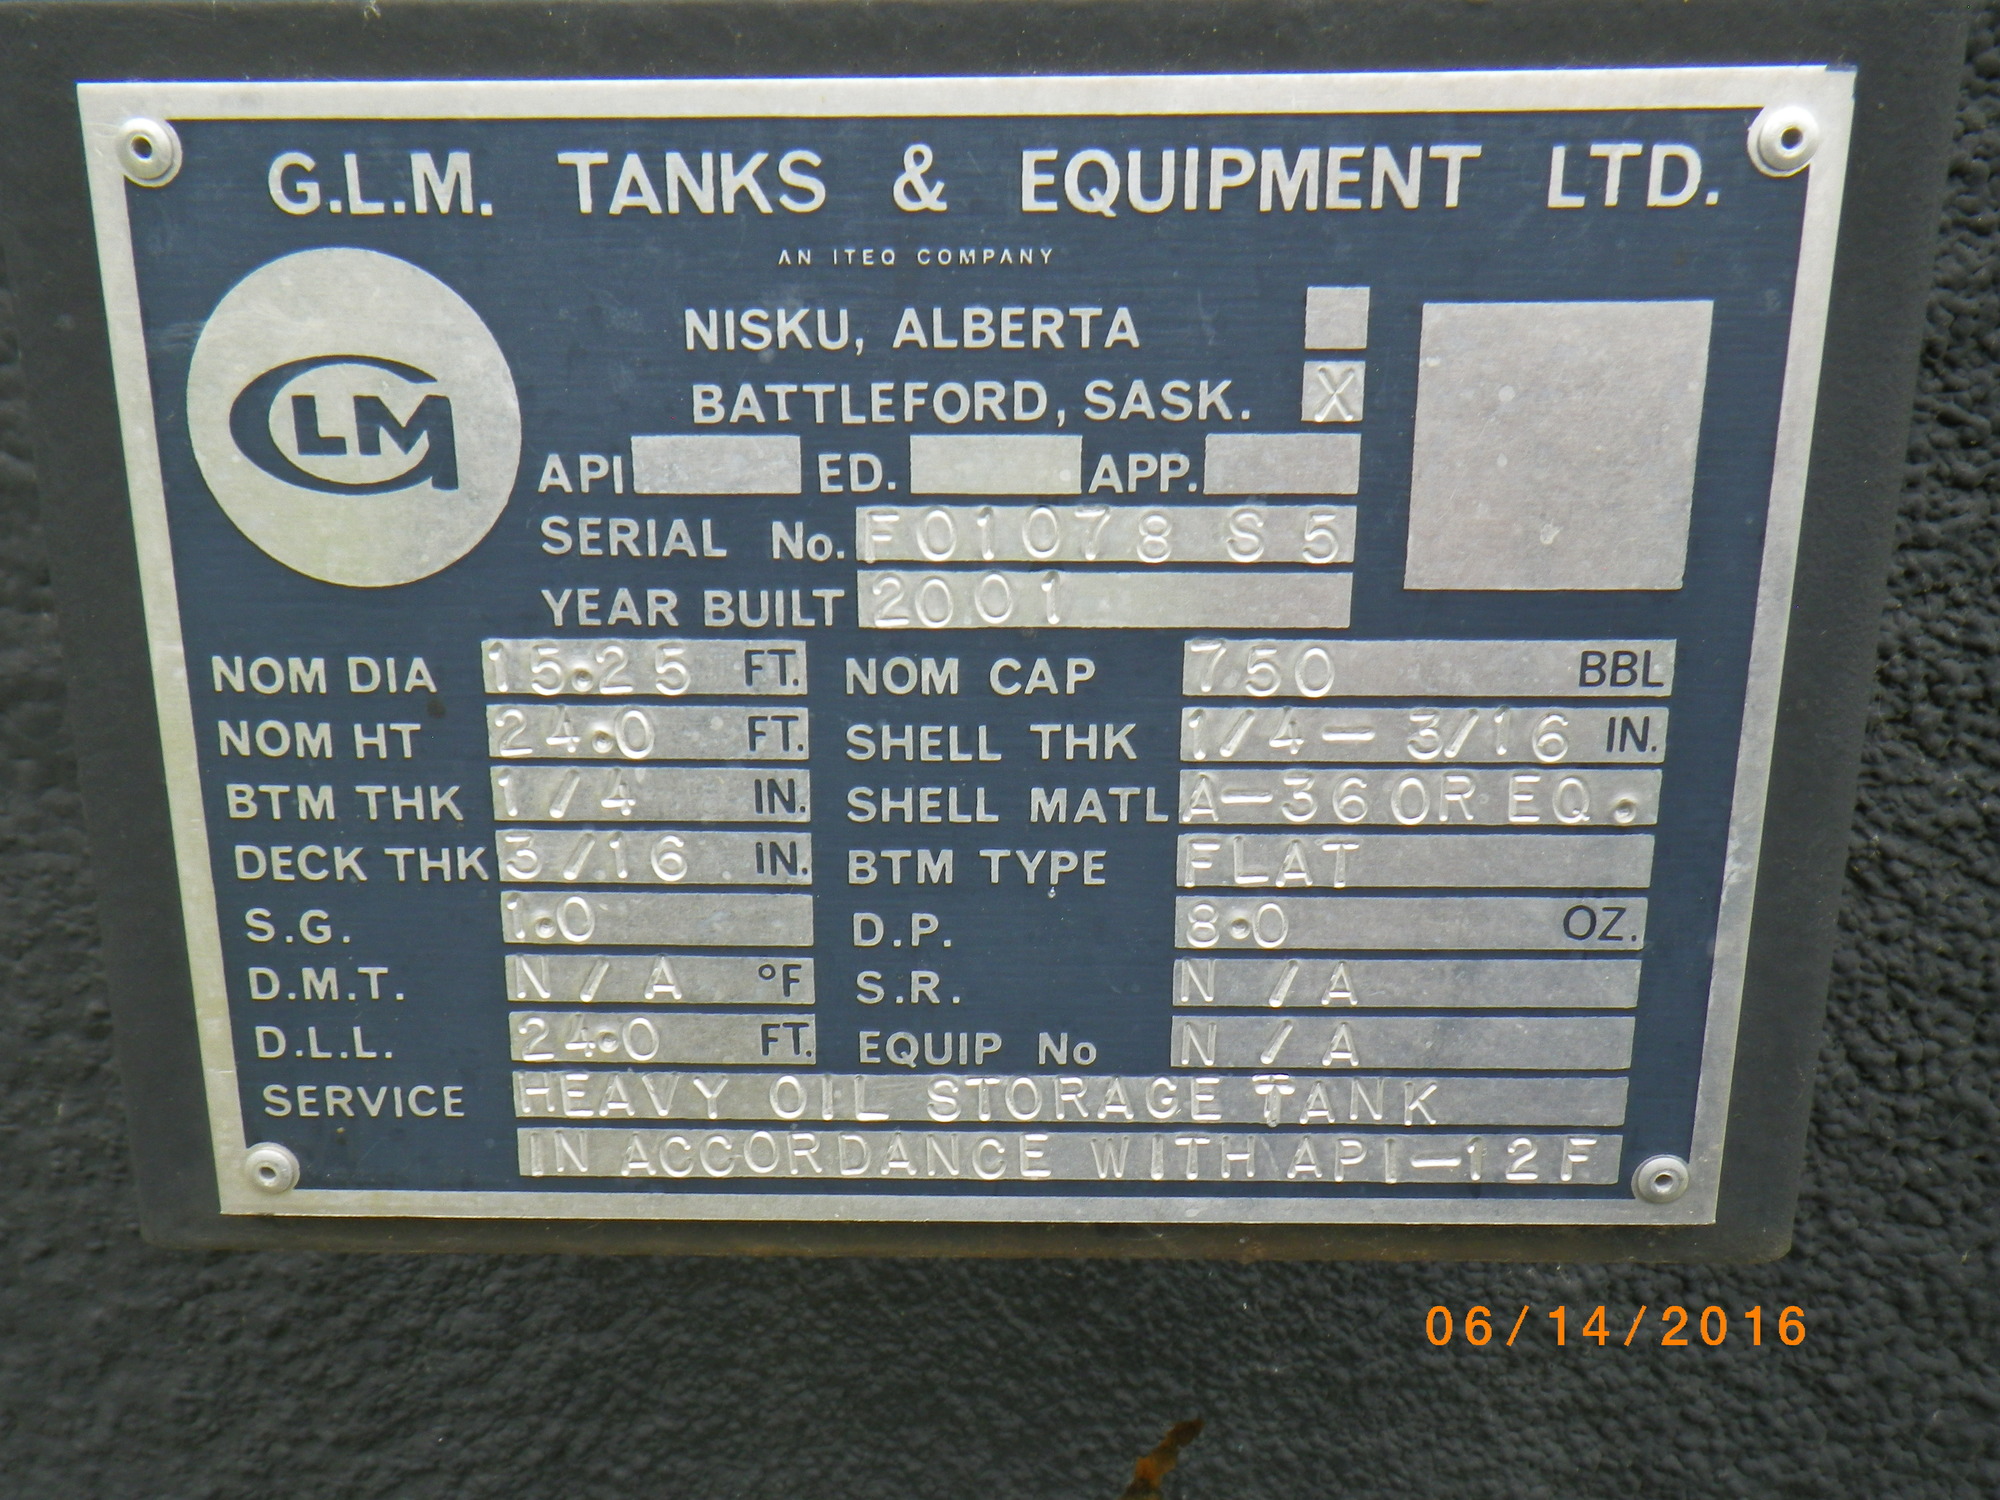 G.L.M. TANKS & EQUIPMENT LTD.
AN ITEQ COMPANY
GLM
NISKU, ALBERTA
BATTLEFORD, SASK. X
API ED. APP.
SERIAL No. F01078 S5
YEAR BUILT 2001
NOM DIA 15.25 FT. NOM CAP 750 BBL
NOM HT 24.0 FT. SHELL THK 1/4-3/16 IN.
BTM THK 1/4 IN. SHELL MATL A-36 OR EQ.
DECK THK 3/16 IN. BTM TYPE FLAT
S.G. 1.0 D.P. 8.0 OZ.
D.M.T. N/A °F S.R. N/A
D.L.L. 24.0 FT. EQUIP No N/A
SERVICE HEAVY OIL STORAGE TANK
IN ACCORDANCE WITH API-12F
06/14/2016